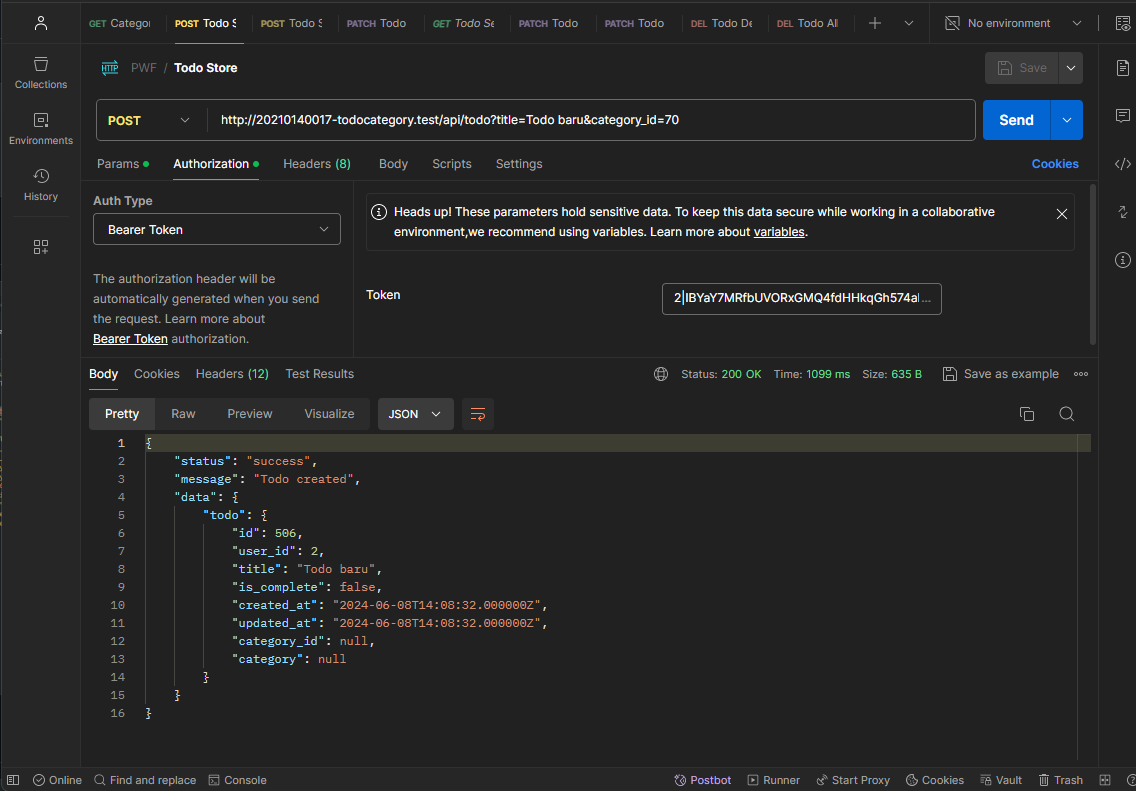 GET Categor
POST Todo S
POST Todo S
PATCH Todo
GET Todo Se
PATCH Todo
PATCH Todo
DEL Todo De
DEL Todo All
No environment
Collections
Environments
History
HTTP PWF / Todo Store
Save
POST
http://20210140017-todocategory.test/api/todo?title=Todo baru&category_id=70
Send
Params
Authorization
Headers (8)
Body
Scripts
Settings
Cookies
Auth Type
Bearer Token
The authorization header will be
automatically generated when you send
the request. Learn more about
Bearer Token authorization.
Heads up! These parameters hold sensitive data. To keep this data secure while working in a collaborative
environment,we recommend using variables. Learn more about variables.
Token
2|IBYaY7MRfbUVORxGMQ4fdHHkqGh574al...
Body
Cookies
Headers (12)
Test Results
Status: 200 OK
Time: 1099 ms
Size: 635 B
Save as example
Pretty
Raw
Preview
Visualize
JSON
1 {
2 "status": "success",
3 "message": "Todo created",
4 "data": {
5 "todo": {
6 "id": 506,
7 "user_id": 2,
8 "title": "Todo baru",
9 "is_complete": false,
10 "created_at": "2024-06-08T14:08:32.000000Z",
11 "updated_at": "2024-06-08T14:08:32.000000Z",
12 "category_id": null,
13 "category": null
14 }
15 }
16 }
Online
Find and replace
Console
Postbot
Runner
Start Proxy
Cookies
Vault
Trash